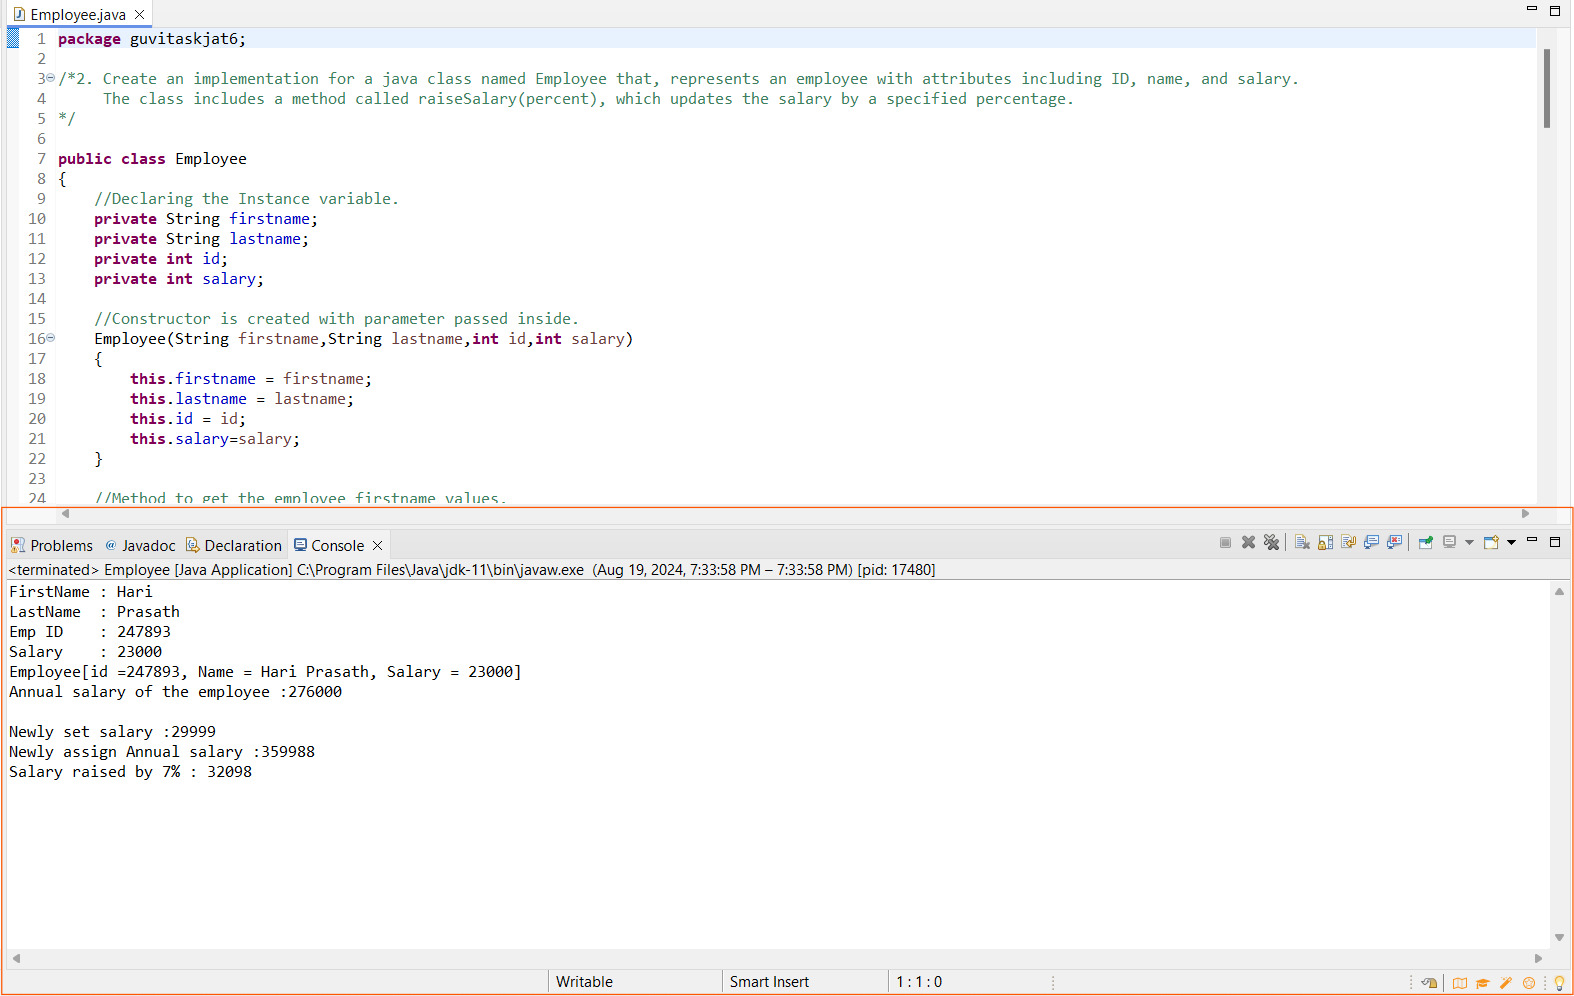 Employee.java
1 package guvitaskjat6;
2
3 /*2. Create an implementation for a java class named Employee that, represents an employee with attributes including ID, name, and salary.
4      The class includes a method called raiseSalary(percent), which updates the salary by a specified percentage.
5 */
6
7 public class Employee
8 {
9     //Declaring the Instance variable.
10     private String firstname;
11     private String lastname;
12     private int id;
13     private int salary;
14
15     //Constructor is created with parameter passed inside.
16     Employee(String firstname,String lastname,int id,int salary)
17     {
18         this.firstname = firstname;
19         this.lastname = lastname;
20         this.id = id;
21         this.salary=salary;
22     }
23
24     //Method to get the employee firstname values.
Problems @ Javadoc Declaration Console
<terminated> Employee [Java Application] C:\Program Files\Java\jdk-11\bin\javaw.exe (Aug 19, 2024, 7:33:58 PM – 7:33:58 PM) [pid: 17480]
FirstName : Hari
LastName  : Prasath
Emp ID    : 247893
Salary    : 23000
Employee[id =247893, Name = Hari Prasath, Salary = 23000]
Annual salary of the employee :276000

Newly set salary :29999
Newly assign Annual salary :359988
Salary raised by 7% : 32098
Writable Smart Insert 1 : 1 : 0